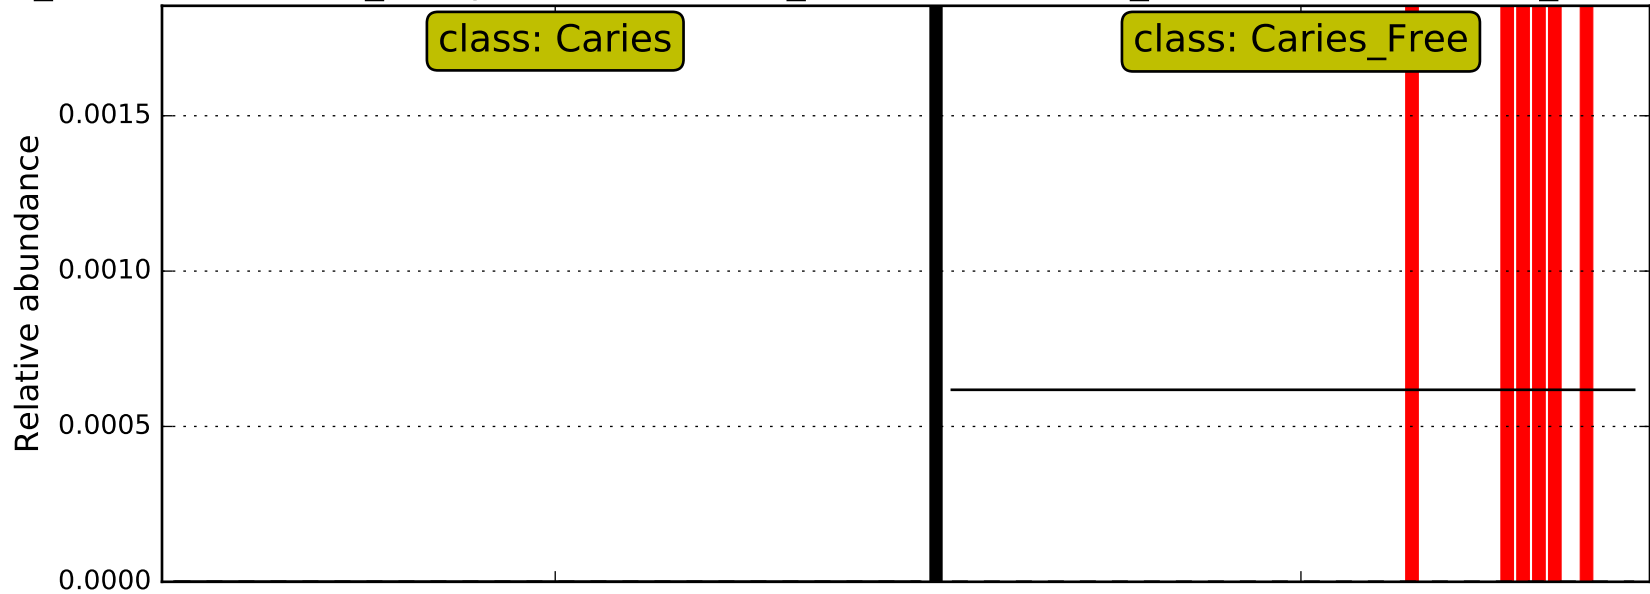 class: Caries
class: Caries_Free
0.0015
0.0010
0.0005
0.0000
Relative abundance